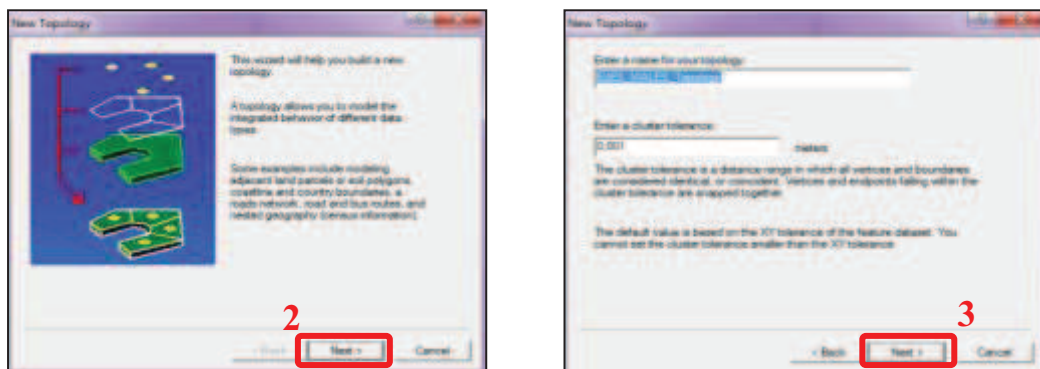 New Topology
This wizard will help you build a new
topology.
A topology allows you to model the
integrated behavior of different data
types.
Some examples include modeling
adjacent land parcels or soil polygons,
coastline and country boundaries, a
roads network, road and bus routes, and
nested geography (census information).
2
< Back
Next >
Cancel
New Topology
Enter a name for your topology:
Topology
Enter a cluster tolerance:
0,001
meters
The cluster tolerance is a distance range in which all vertices and boundaries
are considered identical, or coincident. Vertices and endpoints falling within the
cluster tolerance are snapped together.
The default value is based on the XY tolerance of the feature dataset. You
cannot set the cluster tolerance smaller than the XY tolerance.
3
< Back
Next >
Cancel